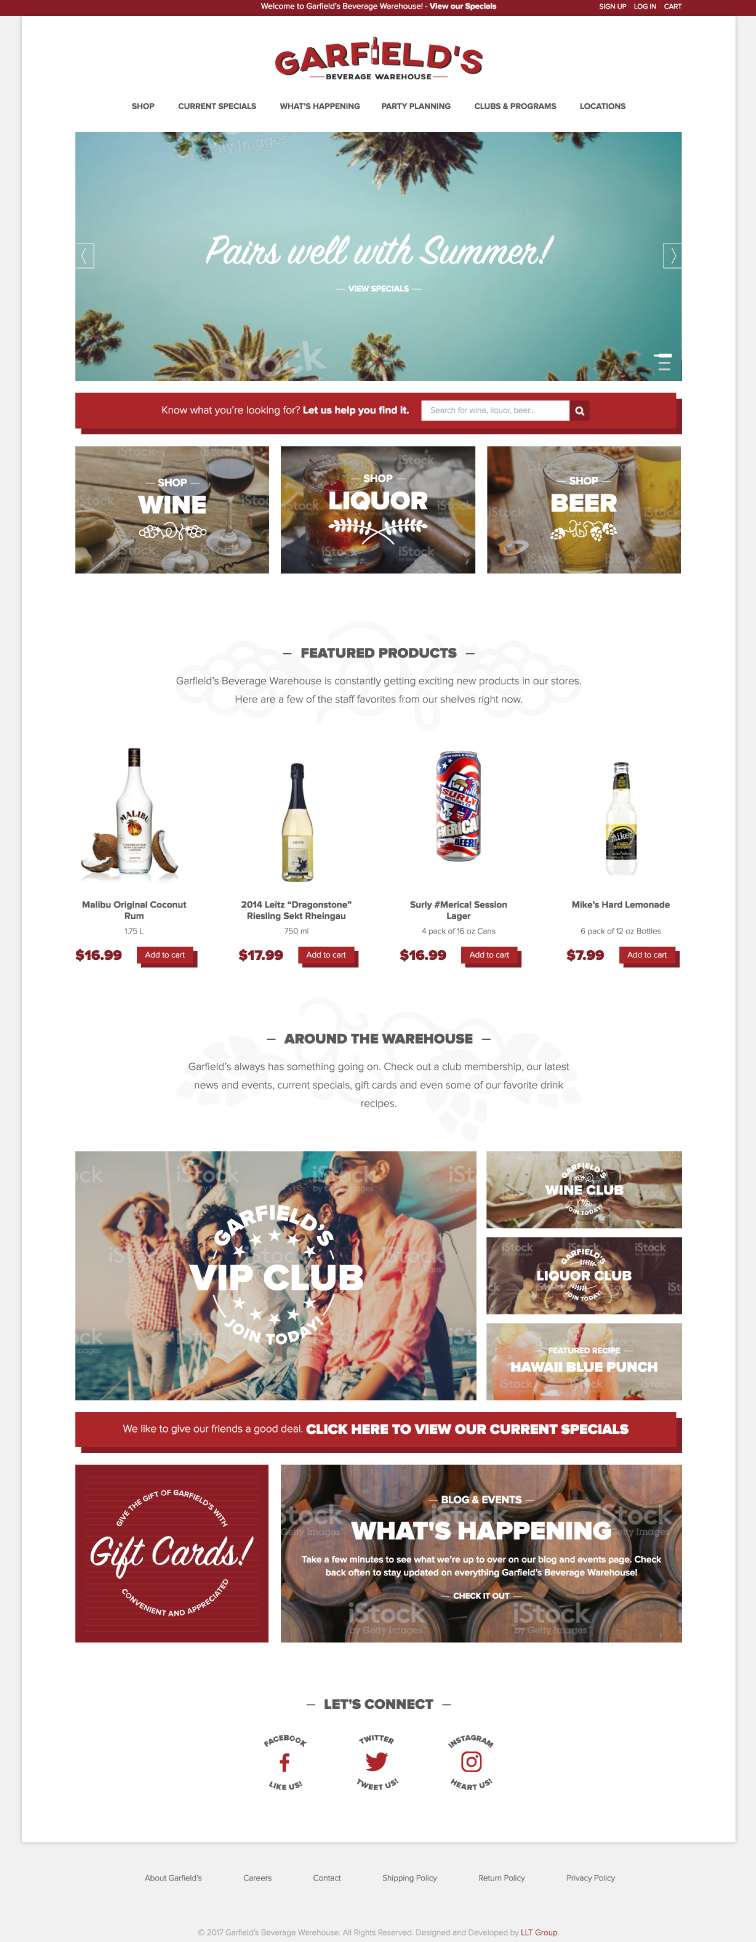 Welcome to Garfield's Beverage Warehouse! - View our Specials
SIGN UP LOG IN CART
GARFIELD'S
BEVERAGE WAREHOUSE
SHOP CURRENT SPECIALS WHAT'S HAPPENING PARTY PLANNING CLUBS & PROGRAMS LOCATIONS
by Getty Images
Pairs well with Summer!
— VIEW SPECIALS —
iStock
Know what you're looking for? Let us help you find it.
Search for wine, liquor, beer...
— SHOP —
WINE
— SHOP —
LIQUOR
— SHOP —
BEER
— FEATURED PRODUCTS —
Garfield's Beverage Warehouse is constantly getting exciting new products in our stores.
Here are a few of the staff favorites from our shelves right now.
MALIBU
SURLY
MERICA
BEER!
mike's
Malibu Original Coconut
Rum
1.75 L
$16.99 Add to cart
2014 Leitz “Dragonstone”
Riesling Sekt Rheingau
750 ml
$17.99 Add to cart
Surly #Merica! Session
Lager
4 pack of 16 oz Cans
$16.99 Add to cart
Mike's Hard Lemonade
6 pack of 12 oz Bottles
$7.99 Add to cart
— AROUND THE WAREHOUSE —
Garfield's always has something going on. Check out a club membership, our latest
news and events, current specials, gift cards and even some of our favorite drink
recipes.
GARFIELD'S
VIP CLUB
JOIN TODAY!
GARFIELD'S
WINE CLUB
JOIN TODAY!
GARFIELD'S
LIQUOR CLUB
JOIN TODAY!
— FEATURED RECIPE —
HAWAII BLUE PUNCH
We like to give our friends a good deal. CLICK HERE TO VIEW OUR CURRENT SPECIALS
GIVE THE GIFT OF GARFIELD'S WITH
Gift Cards!
CONVENIENT AND APPRECIATED
— BLOG & EVENTS —
WHAT'S HAPPENING
Take a few minutes to see what we're up to over on our blog and events page. Check
back often to stay updated on everything Garfield's Beverage Warehouse!
— CHECK IT OUT —
iStock
by Getty Images
— LET'S CONNECT —
FACEBOOK
LIKE US!
TWITTER
TWEET US!
INSTAGRAM
HEART US!
About Garfield's Careers Contact Shipping Policy Return Policy Privacy Policy
© 2017 Garfield's Beverage Warehouse. All Rights Reserved. Designed and Developed by LLT Group.